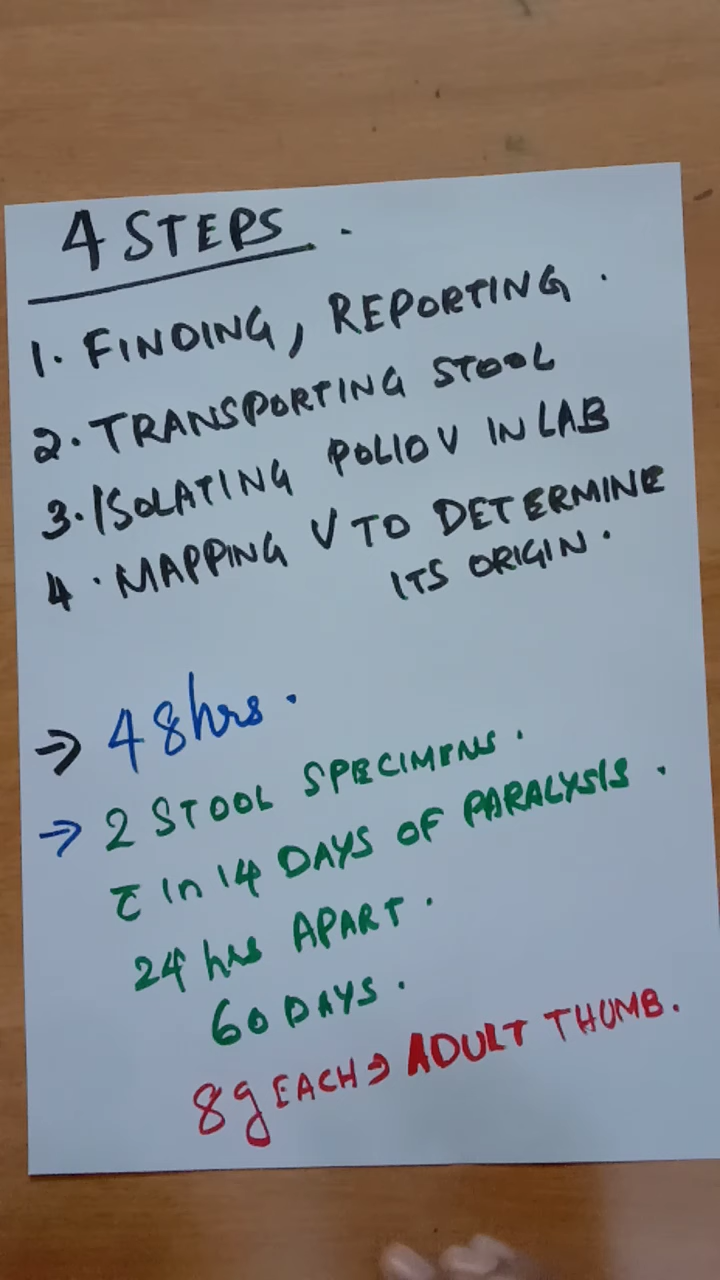 4 STEPS .
1. FINDING, REPORTING .
2. TRANSPORTING STOOL
3. ISOLATING POLIO V IN LAB
4. MAPPING V TO DETERMINE
ITS ORIGIN .
→ 48hrs .
→ 2 STOOL SPECIMENS .
c̄ in 14 DAYS OF PARALYSIS .
24 hrs APART .
60 DAYS .
8g EACH → ADULT THUMB .